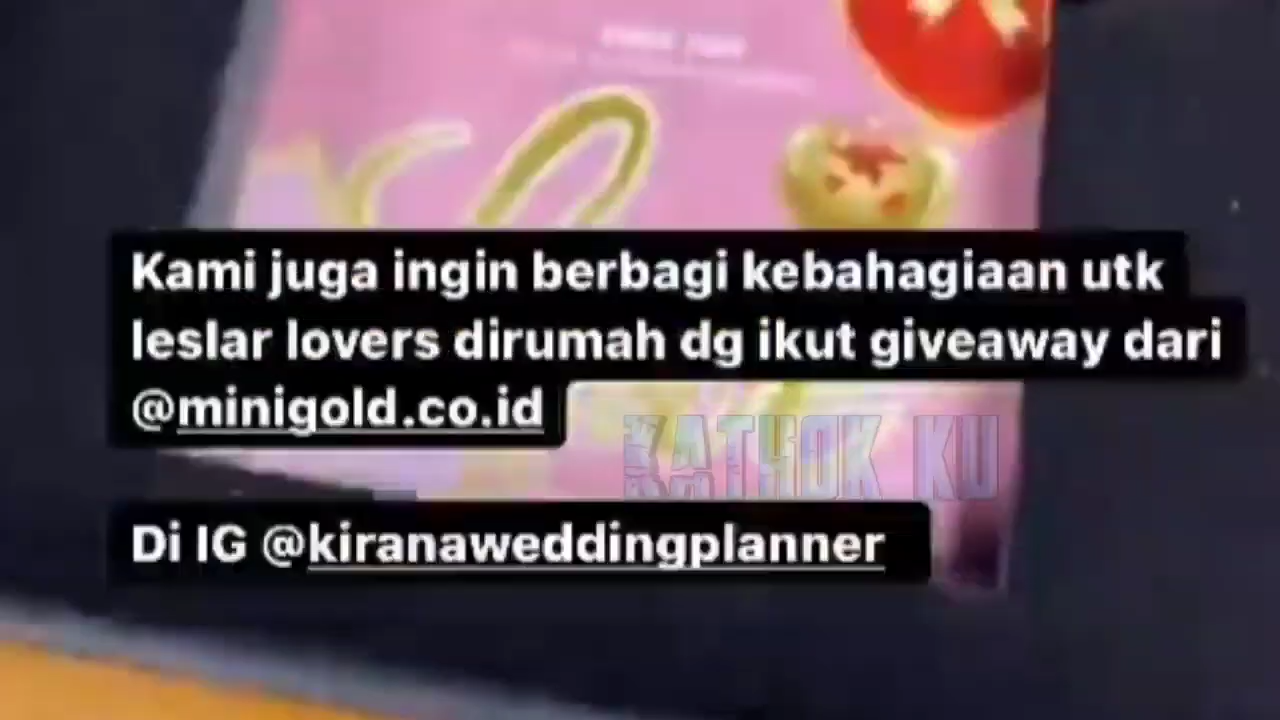 Kami juga ingin berbagi kebahagiaan utk
leslar lovers dirumah dg ikut giveaway dari
@minigold.co.id
KATHOK KU
Di IG @kiranaweddingplanner